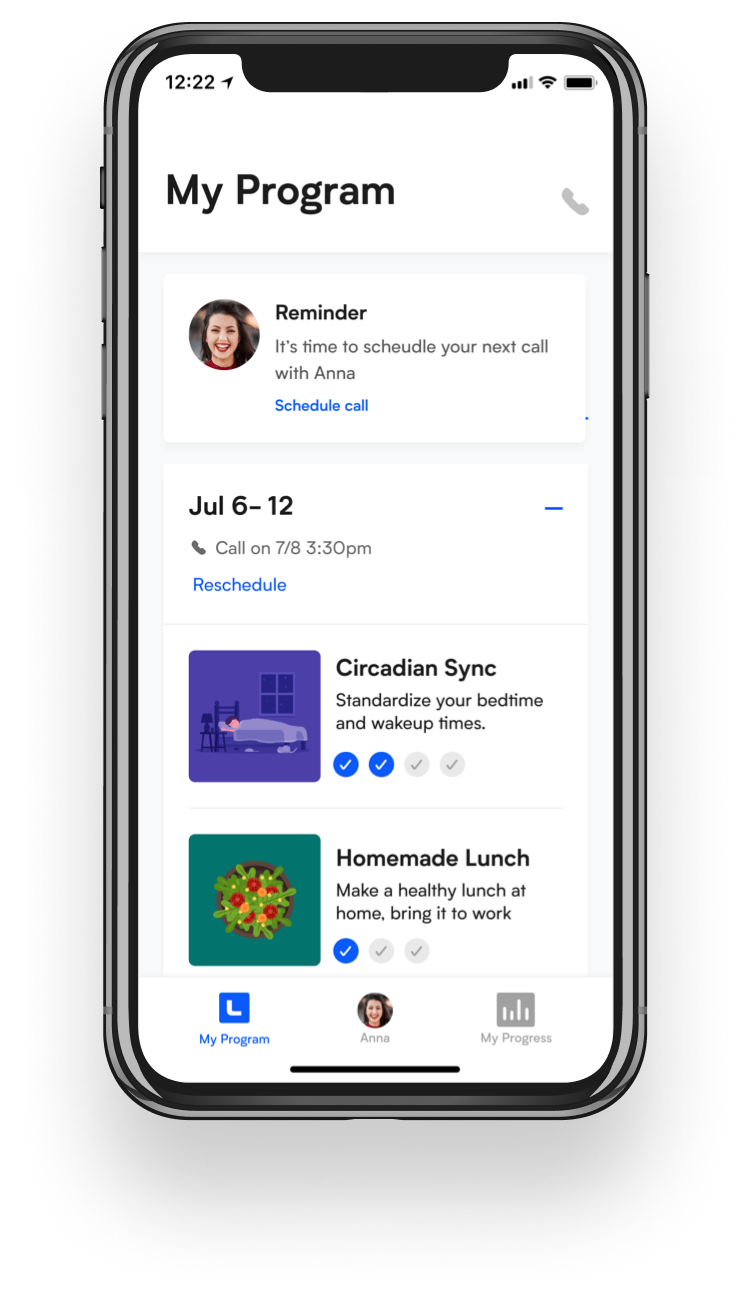 12:22
My Program
Reminder
It's time to scheudle your next call
with Anna
Schedule call
Jul 6– 12
Call on 7/8 3:30pm
Reschedule
Circadian Sync
Standardize your bedtime
and wakeup times.
Homemade Lunch
Make a healthy lunch at
home, bring it to work
My Program
Anna
My Progress